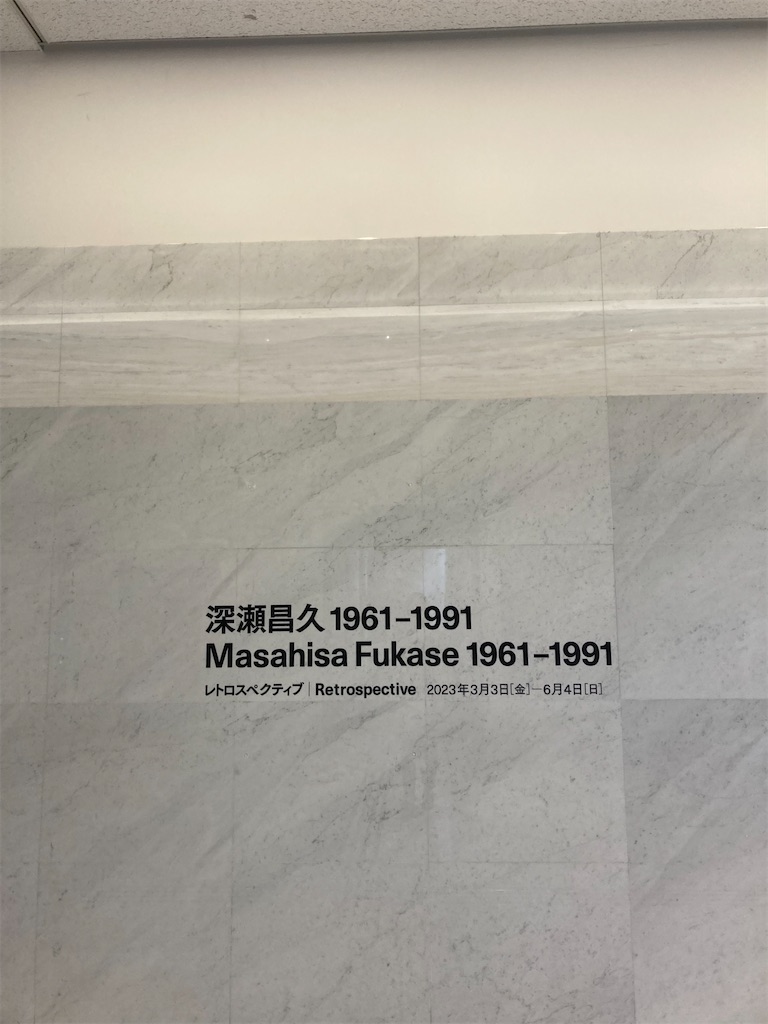 深瀬昌久 1961–1991
Masahisa Fukase 1961–1991
レトロスペクティブ | Retrospective 2023年3月3日[金]―6月4日[日]